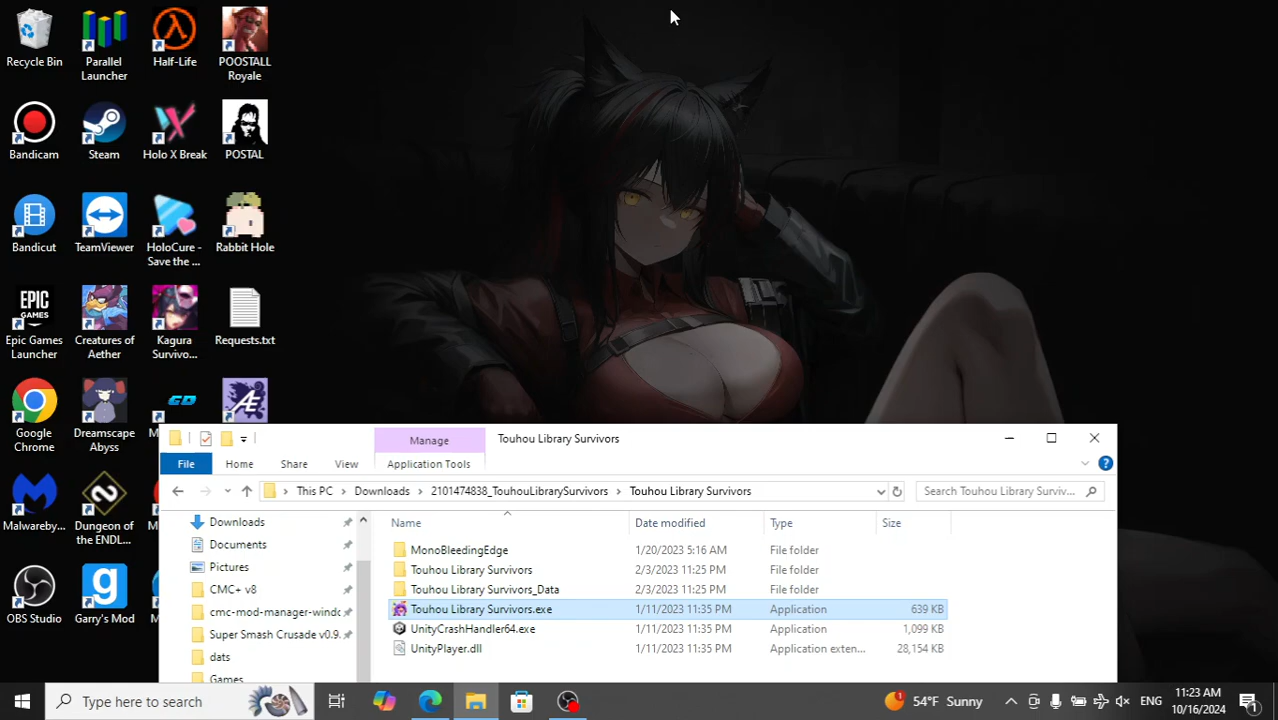 Recycle Bin
Parallel
Launcher
Half-Life
POOSTALL
Royale
Bandicam
Steam
Holo X Break
POSTAL
Bandicut
TeamViewer
HoloCure -
Save the ...
Rabbit Hole
EPIC
GAMES
Epic Games
Launcher
Creatures of
Aether
Kagura
Survivo...
Requests.txt
Google
Chrome
Dreamscape
Abyss
Malwareby...
Dungeon of
the ENDL...
OBS Studio
Garry's Mod
Manage
Touhou Library Survivors
File
Home
Share
View
Application Tools
This PC
Downloads
2101474838_TouhouLibrarySurvivors
Touhou Library Survivors
Search Touhou Library Surviv...
Name
Date modified
Type
Size
Downloads
Documents
Pictures
CMC+ v8
cmc-mod-manager-windo
Super Smash Crusade v0.9.
dats
Games
MonoBleedingEdge 1/20/2023 5:16 AM File folder
Touhou Library Survivors 2/3/2023 11:25 PM File folder
Touhou Library Survivors_Data 2/3/2023 11:25 PM File folder
Touhou Library Survivors.exe 1/11/2023 11:35 PM Application 639 KB
UnityCrashHandler64.exe 1/11/2023 11:35 PM Application 1,099 KB
UnityPlayer.dll 1/11/2023 11:35 PM Application exten... 28,154 KB
Type here to search
54°F Sunny
ENG
11:23 AM
10/16/2024
1